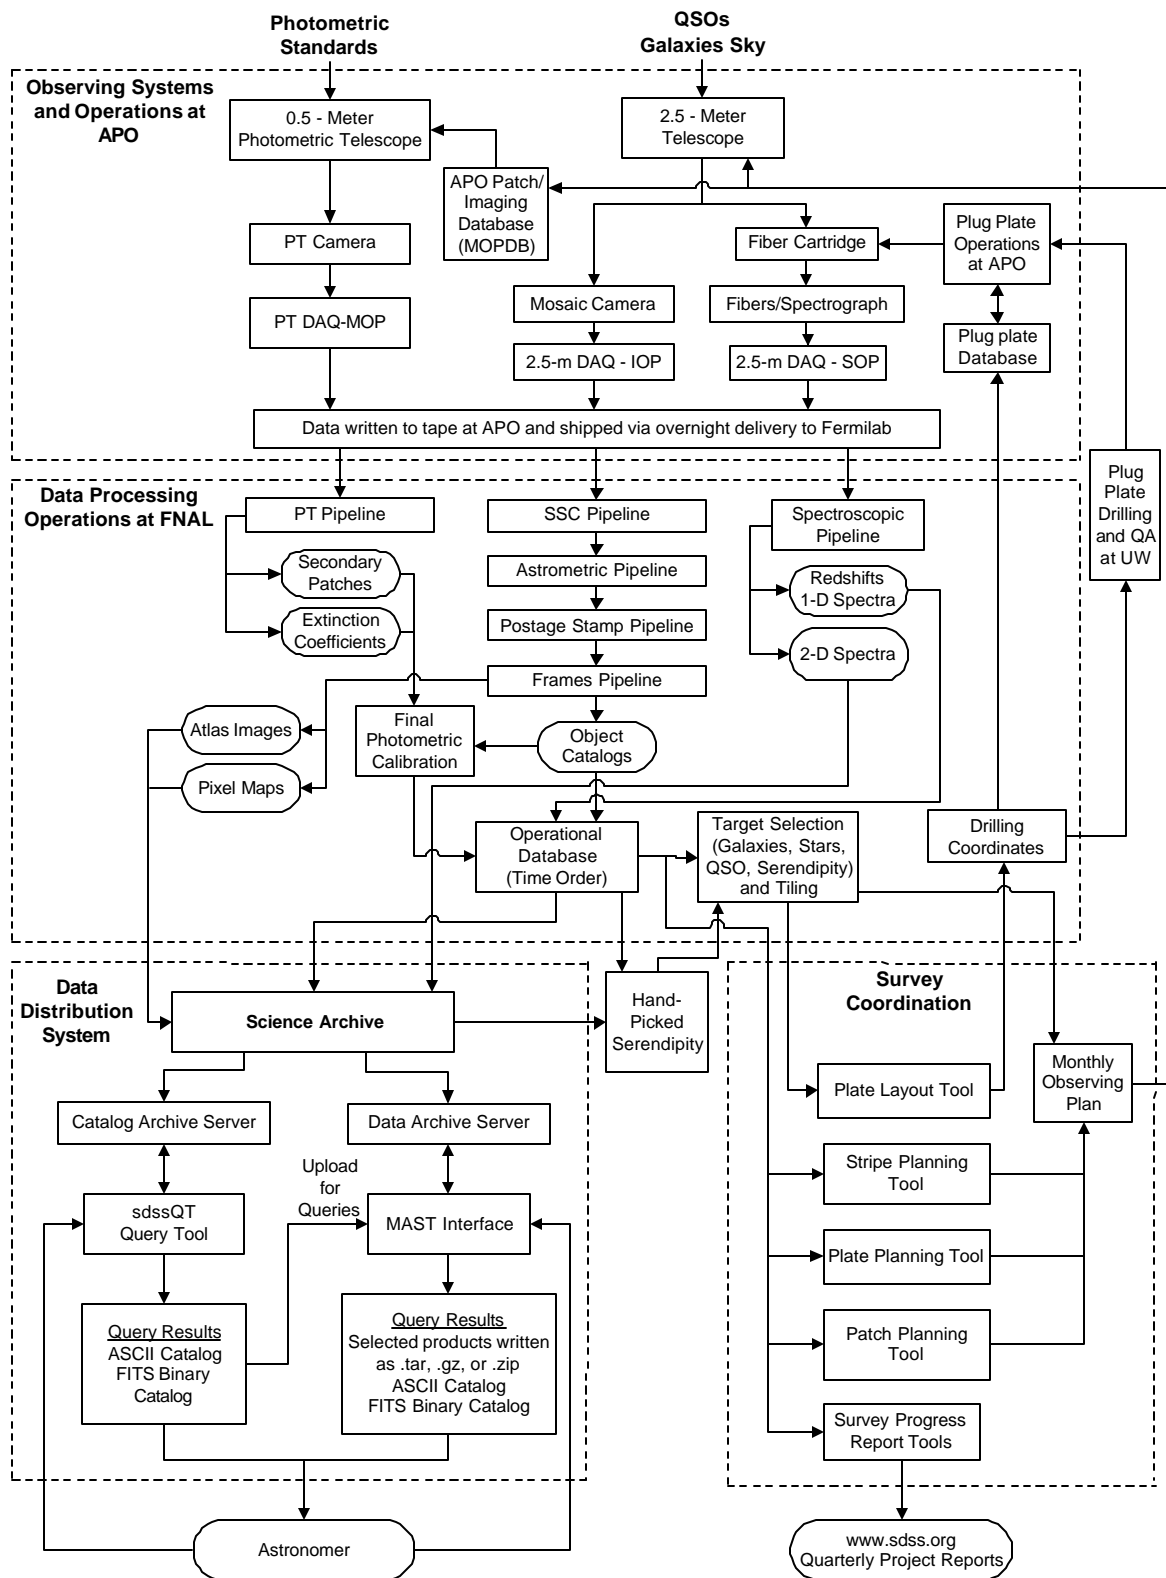 Photometric
Standards
QSOs
Galaxies Sky
Observing Systems
and Operations at
APO
0.5 - Meter
Photometric Telescope
2.5 - Meter
Telescope
APO Patch/
Imaging
Database
(MOPDB)
PT Camera
Fiber Cartridge
Plug Plate
Operations
at APO
PT DAQ-MOP
Mosaic Camera
Fibers/Spectrograph
Plug plate
Database
2.5-m DAQ - IOP
2.5-m DAQ - SOP
Data written to tape at APO and shipped via overnight delivery to Fermilab
Plug
Plate
Drilling
and QA
at UW
Data Processing
Operations at FNAL
PT Pipeline
SSC Pipeline
Spectroscopic
Pipeline
Secondary
Patches
Astrometric Pipeline
Redshifts
1-D Spectra
Extinction
Coefficients
Postage Stamp Pipeline
2-D Spectra
Frames Pipeline
Atlas Images
Final
Photometric
Calibration
Object
Catalogs
Pixel Maps
Operational
Database
(Time Order)
Target Selection
(Galaxies, Stars,
QSO, Serendipity)
and Tiling
Drilling
Coordinates
Data
Distribution
System
Science Archive
Hand-
Picked
Serendipity
Survey
Coordination
Plate Layout Tool
Monthly
Observing
Plan
Catalog Archive Server
Data Archive Server
Upload
for
Queries
Stripe Planning
Tool
sdssQT
Query Tool
MAST Interface
Plate Planning Tool
Query Results
ASCII Catalog
FITS Binary
Catalog
Query Results
Selected products written
as .tar, .gz, or .zip
ASCII Catalog
FITS Binary Catalog
Patch Planning
Tool
Survey Progress
Report Tools
Astronomer
www.sdss.org
Quarterly Project Reports